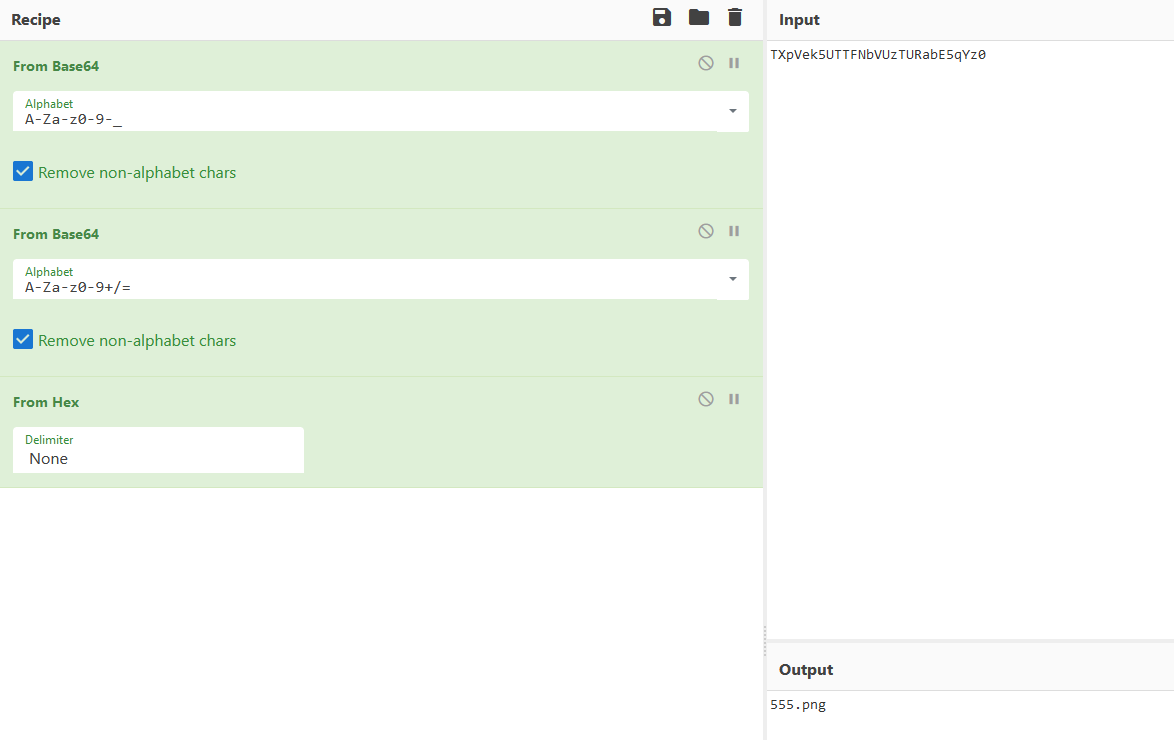 Recipe
From Base64
Alphabet
A-Za-z0-9-_
Remove non-alphabet chars
From Base64
Alphabet
A-Za-z0-9+/=
Remove non-alphabet chars
From Hex
Delimiter
None
Input
TXpVek5UTTFNbVUzTURabE5qYz0
Output
555.png